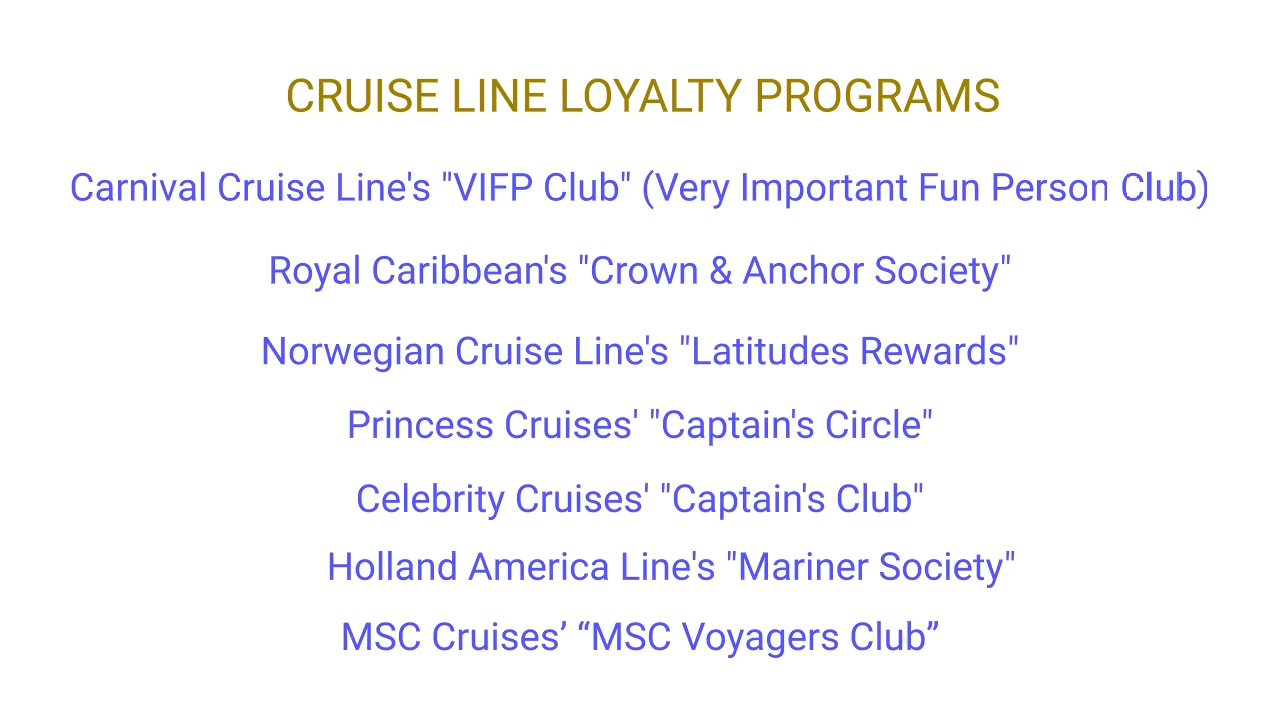 CRUISE LINE LOYALTY PROGRAMS
Carnival Cruise Line's "VIFP Club" (Very Important Fun Person Club)
Royal Caribbean's "Crown & Anchor Society"
Norwegian Cruise Line's "Latitudes Rewards"
Princess Cruises' "Captain's Circle"
Celebrity Cruises' "Captain's Club"
Holland America Line's "Mariner Society"
MSC Cruises’ “MSC Voyagers Club”